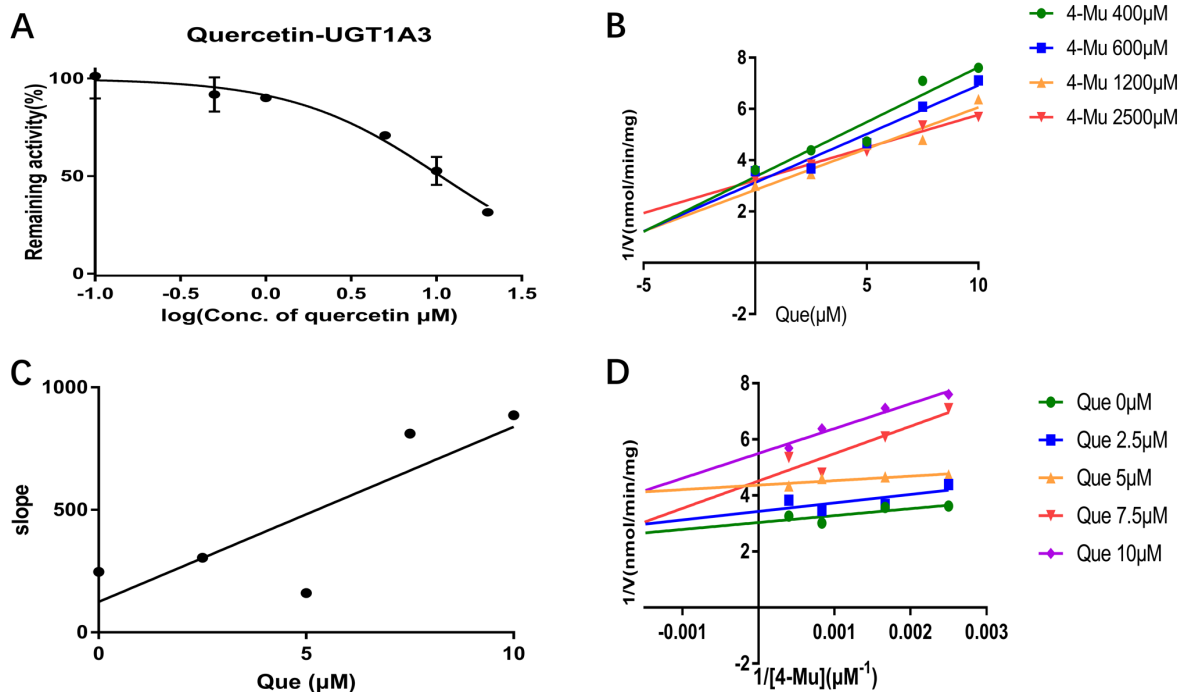 A
Quercetin-UGT1A3
Remaining activity(%)
100
50
0
-1.0
-0.5
0.0
0.5
1.0
1.5
log(Conc. of quercetin μM)
B
4-Mu 400μM
4-Mu 600μM
4-Mu 1200μM
4-Mu 2500μM
1/V(nmol/min/mg)
8
6
4
2
-2
-5
5
10
Que(μM)
C
slope
1000
500
0
0
5
10
Que (μM)
D
Que 0μM
Que 2.5μM
Que 5μM
Que 7.5μM
Que 10μM
1/V(nmol/min/mg)
8
6
4
2
-2
-0.001
0.001
0.002
0.003
1/[4-Mu](μM⁻¹)